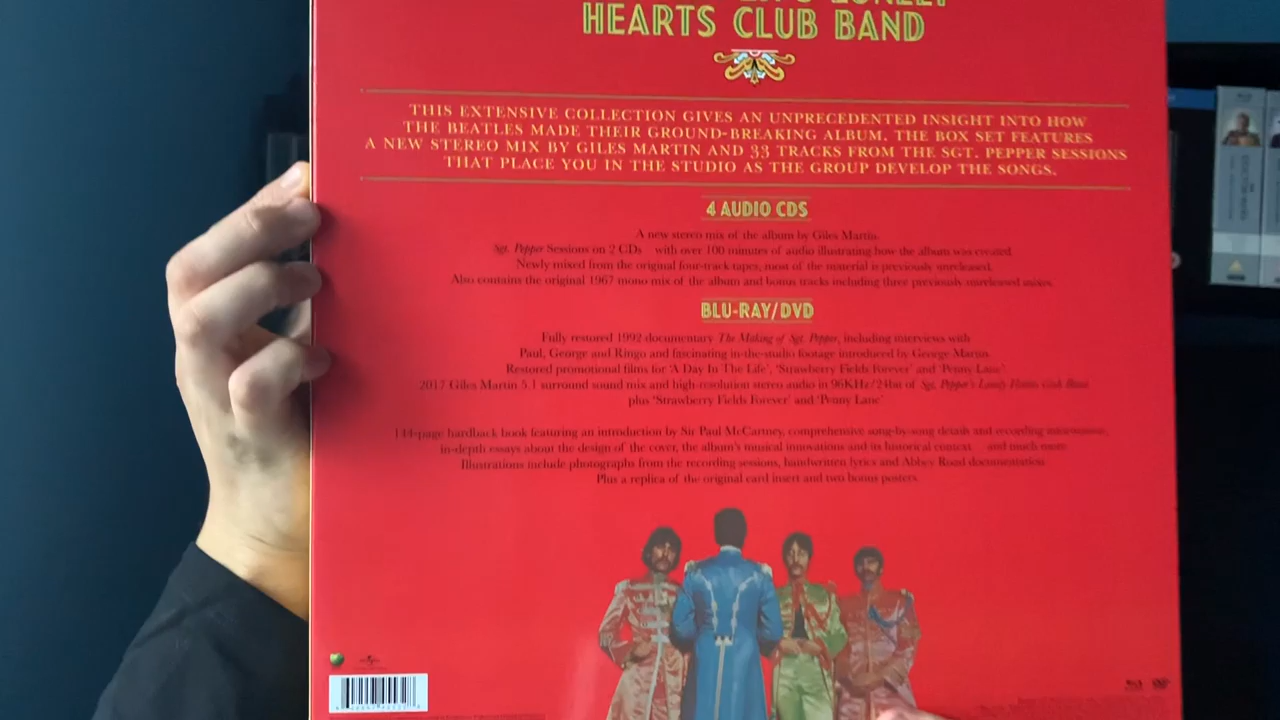 HEARTS CLUB BAND
THIS EXTENSIVE COLLECTION GIVES AN UNPRECEDENTED INSIGHT INTO HOW
THE BEATLES MADE THEIR GROUND-BREAKING ALBUM. THE BOX SET FEATURES
A NEW STEREO MIX BY GILES MARTIN AND 33 TRACKS FROM THE SGT. PEPPER SESSIONS
THAT PLACE YOU IN THE STUDIO AS THE GROUP DEVELOP THE SONGS.
4 AUDIO CDS
A new stereo mix of the album by Giles Martin.
Sgt. Pepper Sessions on 2 CDs with over 100 minutes of audio illustrating how the album was created.
Newly mixed from the original four-track tapes, most of the material is previously unreleased.
Also contains the original 1967 mono mix of the album and bonus tracks including three previously unreleased mixes.
BLU-RAY/DVD
Fully restored 1992 documentary The Making of Sgt. Pepper, including interviews with
Paul, George and Ringo and fascinating in-the-studio footage introduced by George Martin.
Restored promotional films for 'A Day In The Life', 'Strawberry Fields Forever' and 'Penny Lane'
2017 Giles Martin 5.1 surround sound mix and high-resolution stereo audio in 96KHz/24bit of Sgt. Pepper's Lonely Hearts Club Band
plus 'Strawberry Fields Forever' and 'Penny Lane'
144-page hardback book featuring an introduction by Sir Paul McCartney, comprehensive song-by-song details and recording
in-depth essays about the design of the cover, the album's musical innovations and its historical context and much more
Illustrations include photographs from the recording sessions, handwritten lyrics and Abbey Road documentation.
Plus a replica of the original card insert and two bonus posters.